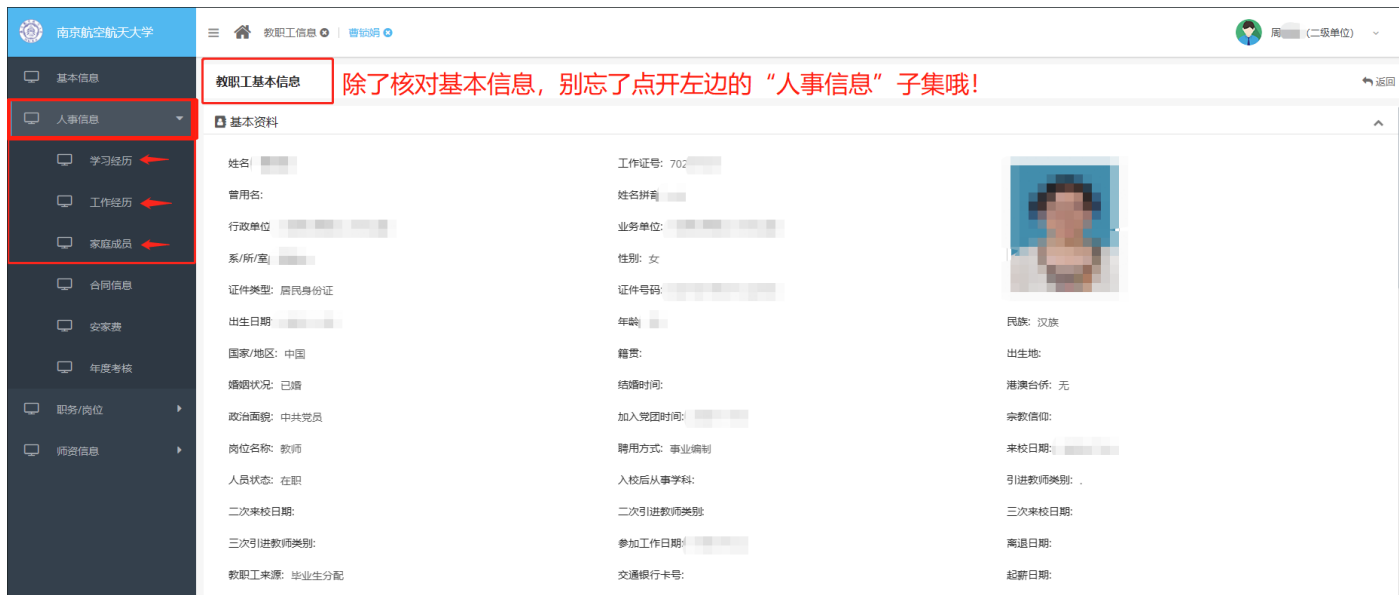 南京航空航天大学
教职工信息 曹锁娟
周 (二级单位)
基本信息
人事信息
学习经历
工作经历
家庭成员
合同信息
安家费
年度考核
职务/岗位
师资信息
教职工基本信息 除了核对基本信息，别忘了点开左边的“人事信息”子集哦！ 返回
基本资料
姓名 工作证号: 702
曾用名: 姓名拼音
行政单位 业务单位:
系/所/室 性别: 女
证件类型: 居民身份证 证件号码:
出生日期 年龄 民族: 汉族
国家/地区: 中国 籍贯: 出生地:
婚姻状况: 已婚 结婚时间: 港澳台侨: 无
政治面貌: 中共党员 加入党团时间: 宗教信仰:
岗位名称: 教师 聘用方式: 事业编制 来校日期:
人员状态: 在职 入校后从事学科: 引进教师类别: .
二次来校日期: 二次引进教师类别: 三次来校日期:
三次引进教师类别: 参加工作日期: 离退日期:
教职工来源: 毕业生分配 交通银行卡号: 起薪日期: